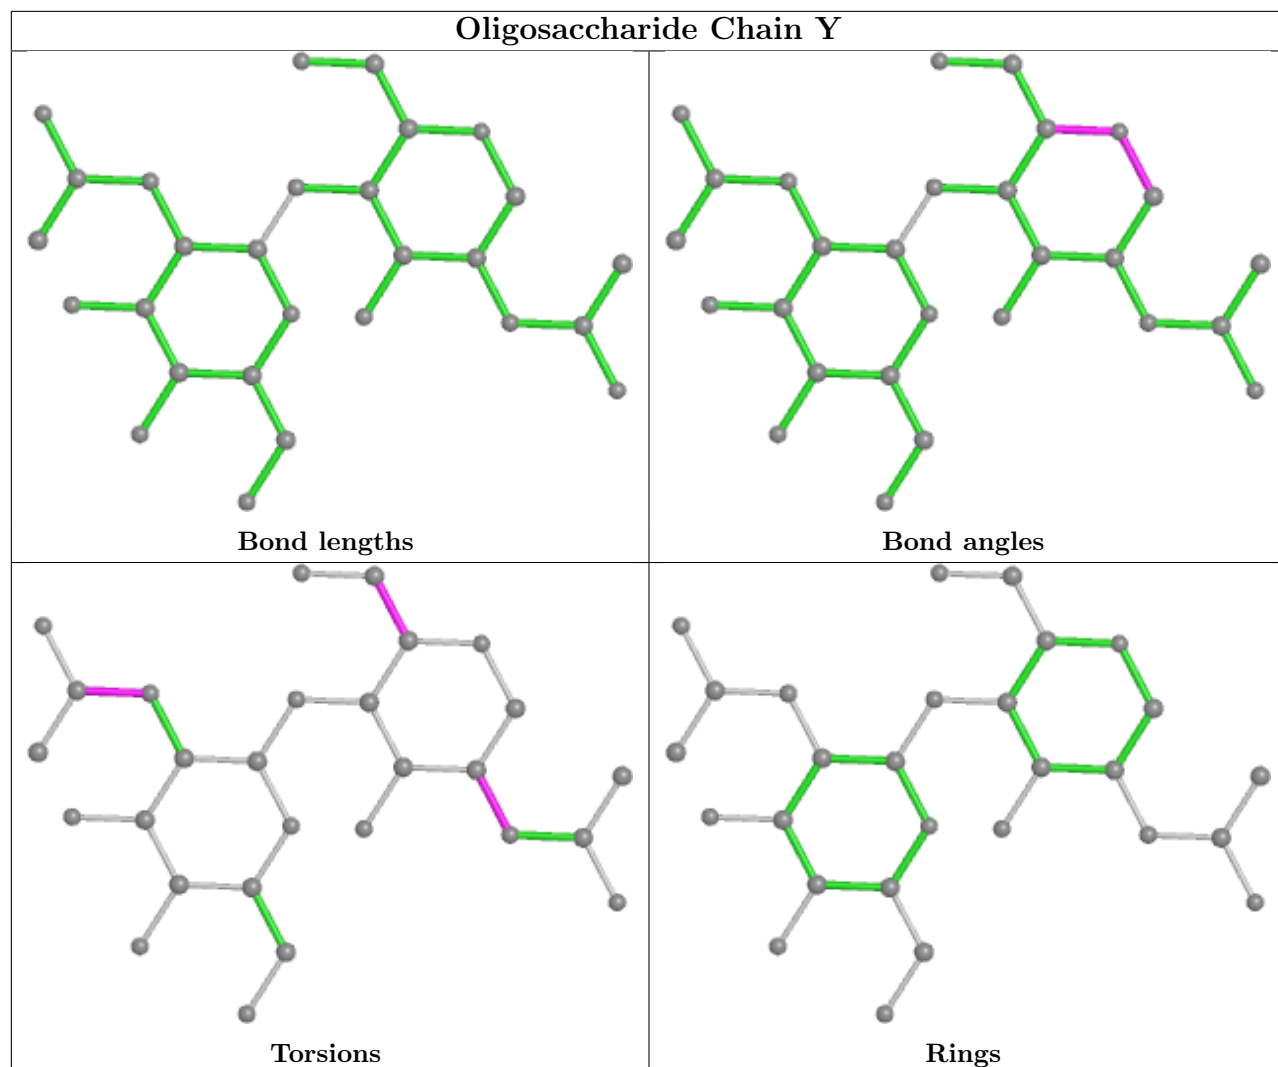 Oligosaccharide Chain Y
Bond lengths
Bond angles
Torsions
Rings